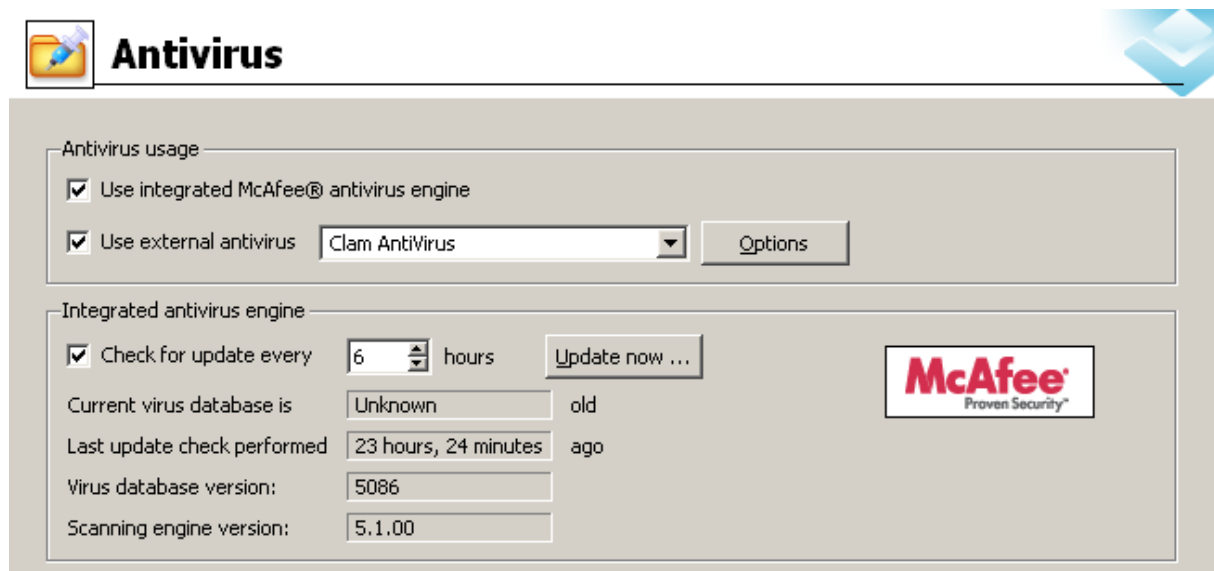 Antivirus
Antivirus usage
Use integrated McAfee® antivirus engine
Use external antivirus Clam AntiVirus Options
Integrated antivirus engine
Check for update every 6 hours Update now ...
McAfee®
Proven Security™
Current virus database is Unknown old
Last update check performed 23 hours, 24 minutes ago
Virus database version: 5086
Scanning engine version: 5.1.00